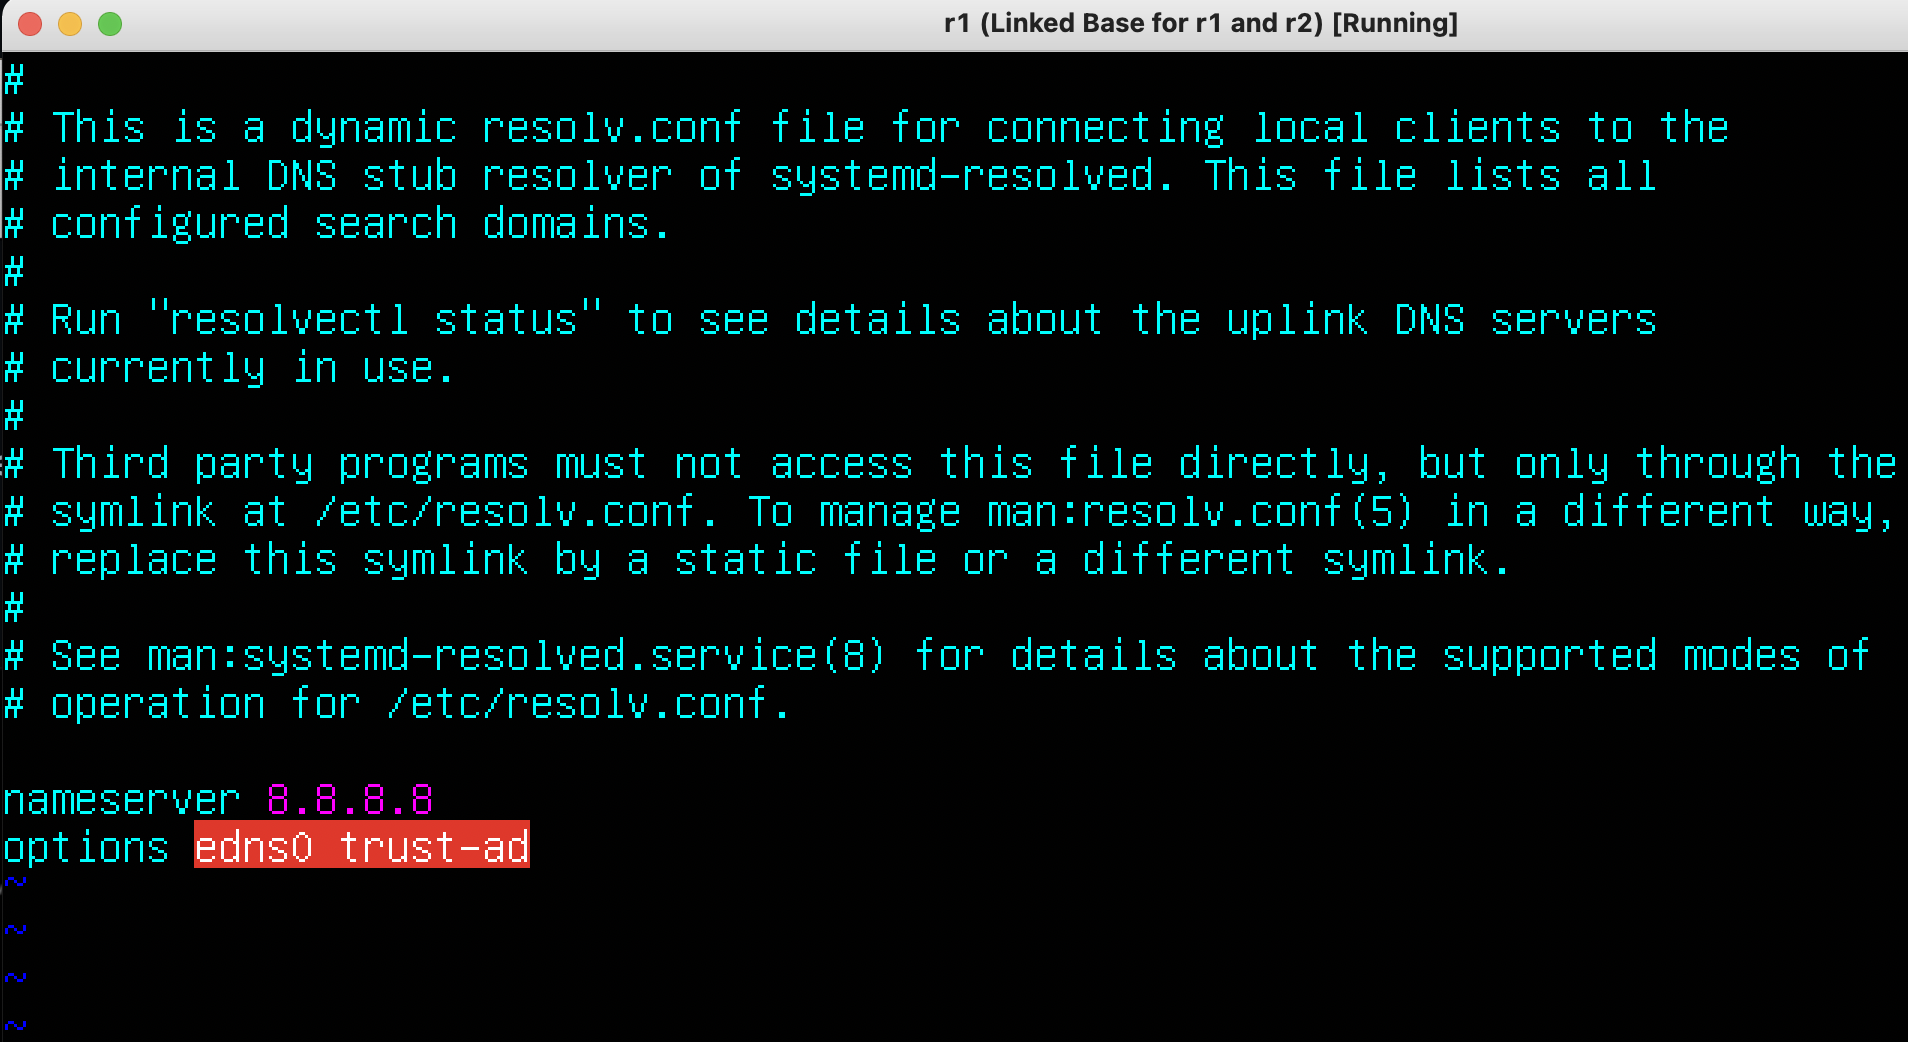 r1 (Linked Base for r1 and r2) [Running]
#
# This is a dynamic resolv.conf file for connecting local clients to the
# internal DNS stub resolver of systemd-resolved. This file lists all
# configured search domains.
#
# Run "resolvectl status" to see details about the uplink DNS servers
# currently in use.
#
# Third party programs must not access this file directly, but only through the
# symlink at /etc/resolv.conf. To manage man:resolv.conf(5) in a different way,
# replace this symlink by a static file or a different symlink.
#
# See man:systemd-resolved.service(8) for details about the supported modes of
# operation for /etc/resolv.conf.
nameserver 8.8.8.8
options edns0 trust-ad
~
~
~
~